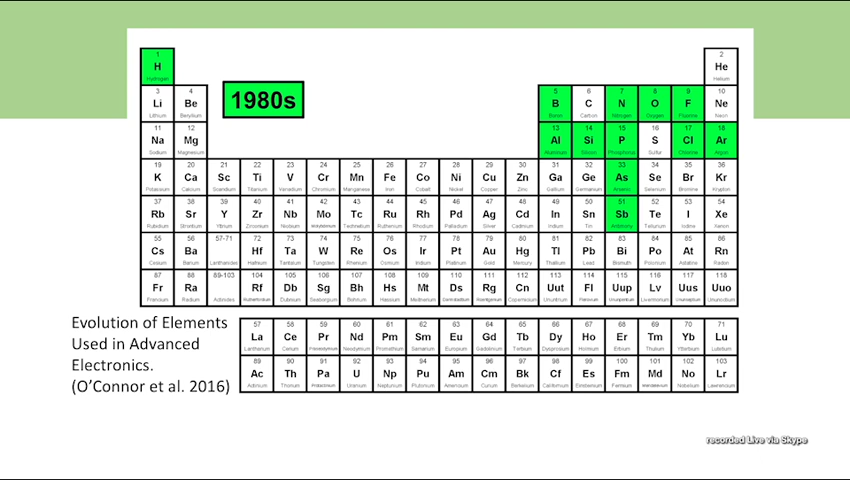 1 2
H He
Hydrogen Helium
1980s
3 4 5 6 7 8 9 10
Li Be B C N O F Ne
Lithium Beryllium Boron Carbon Nitrogen Oxygen Fluorine Neon
11 12 13 14 15 16 17 18
Na Mg Al Si P S Cl Ar
Sodium Magnesium Aluminum Silicon Phosphorus Sulfur Chlorine Argon
19 20 21 22 23 24 25 26 27 28 29 30 31 32 33 34 35 36
K Ca Sc Ti V Cr Mn Fe Co Ni Cu Zn Ga Ge As Se Br Kr
Potassium Calcium Scandium Titanium Vanadium Chromium Manganese Iron Cobalt Nickel Copper Zinc Gallium Germanium Arsenic Selenium Bromine Krypton
37 38 39 40 41 42 43 44 45 46 47 48 49 50 51 52 53 54
Rb Sr Y Zr Nb Mo Tc Ru Rh Pd Ag Cd In Sn Sb Te I Xe
Rubidium Strontium Yttrium Zirconium Niobium Molybdenum Technetium Ruthenium Rhodium Palladium Silver Cadmium Indium Tin Antimony Tellurium Iodine Xenon
55 56 57-71 72 73 74 75 76 77 78 79 80 81 82 83 84 85 86
Cs Ba Hf Ta W Re Os Ir Pt Au Hg Tl Pb Bi Po At Rn
Cesium Barium Lanthanides Hafnium Tantalum Tungsten Rhenium Osmium Iridium Platinum Gold Mercury Thallium Lead Bismuth Polonium Astatine Radon
87 88 89-103 104 105 106 107 108 109 110 111 112 113 114 115 116 117 118
Fr Ra Rf Db Sg Bh Hs Mt Ds Rg Cn Uut Fl Uup Lv Uus Uuo
Francium Radium Actinides Rutherfordium Dubnium Seaborgium Bohrium Hassium Meitnerium Darmstadtium Roentgenium Copernicium Ununtrium Flerovium Ununpentium Livermorium Ununseptium Ununoctium
Evolution of Elements
Used in Advanced
Electronics.
(O'Connor et al. 2016)
57 58 59 60 61 62 63 64 65 66 67 68 69 70 71
La Ce Pr Nd Pm Sm Eu Gd Tb Dy Ho Er Tm Yb Lu
Lanthanum Cerium Praseodymium Neodymium Promethium Samarium Europium Gadolinium Terbium Dysprosium Holmium Erbium Thulium Ytterbium Lutetium
89 90 91 92 93 94 95 96 97 98 99 100 101 102 103
Ac Th Pa U Np Pu Am Cm Bk Cf Es Fm Md No Lr
Actinium Thorium Protactinium Uranium Neptunium Plutonium Americium Curium Berkelium Californium Einsteinium Fermium Mendelevium Nobelium Lawrencium
recorded Live via Skype